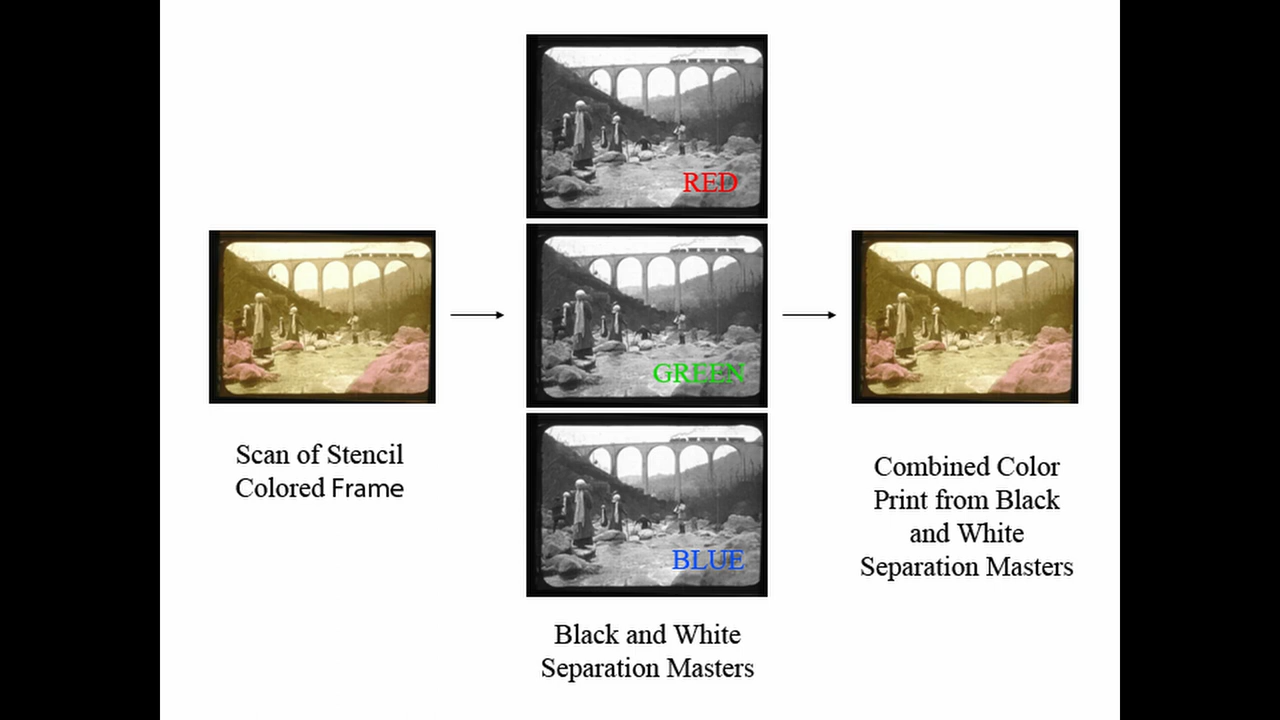 RED
GREEN
BLUE
Scan of Stencil
Colored Frame
Black and White
Separation Masters
Combined Color
Print from Black
and White
Separation Masters